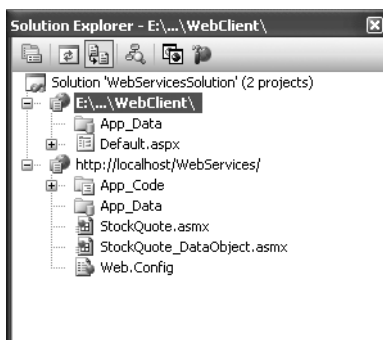 Solution Explorer - E:\...\WebClient\
Solution 'WebServicesSolution' (2 projects)
E:\...\WebClient\
App_Data
Default.aspx
http://localhost/WebServices/
App_Code
App_Data
StockQuote.asmx
StockQuote_DataObject.asmx
Web.Config